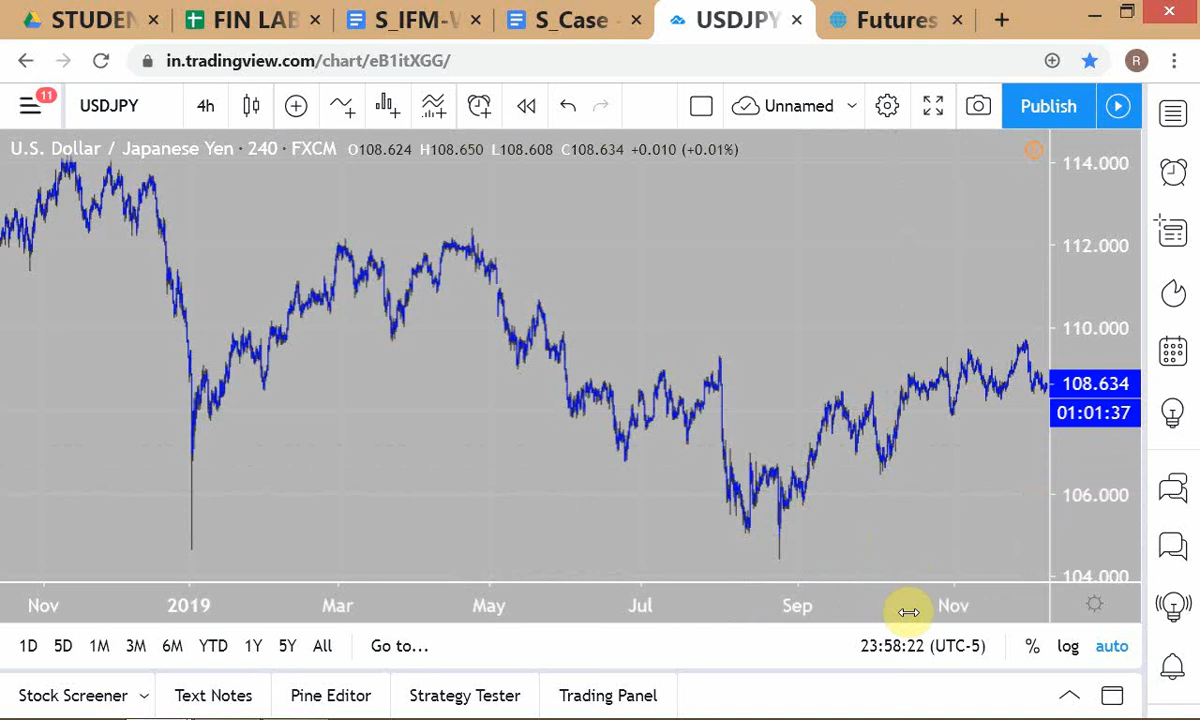 STUDEN FIN LAB S_IFM-V S_Case - USDJPY Futures
in.tradingview.com/chart/eB1itXGG/ R
11 USDJPY 4h Unnamed Publish
U.S. Dollar / Japanese Yen · 240 · FXCM O108.624 H108.650 L108.608 C108.634 +0.010 (+0.01%)
114.000
112.000
110.000
108.634
01:01:37
106.000
104.000
Nov 2019 Mar May Jul Sep Nov
1D 5D 1M 3M 6M YTD 1Y 5Y All Go to... 23:58:22 (UTC-5) % log auto
Stock Screener Text Notes Pine Editor Strategy Tester Trading Panel